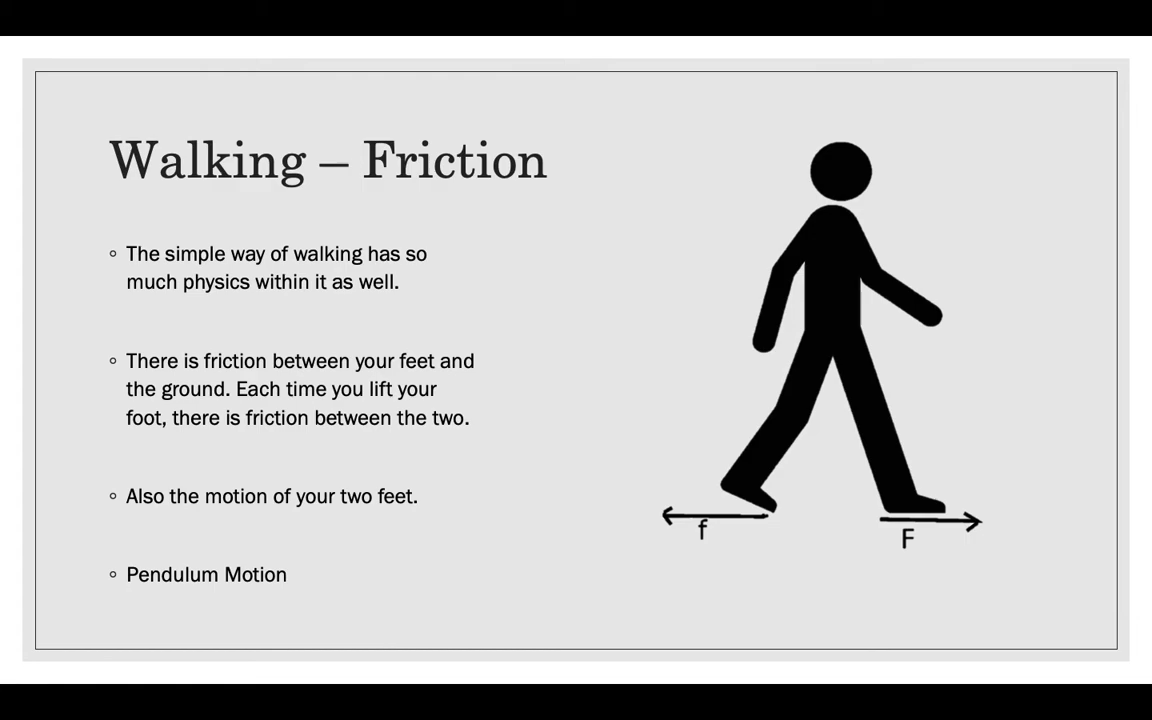 Walking – Friction
The simple way of walking has so
much physics within it as well.
There is friction between your feet and
the ground. Each time you lift your
foot, there is friction between the two.
Also the motion of your two feet.
Pendulum Motion
f
F